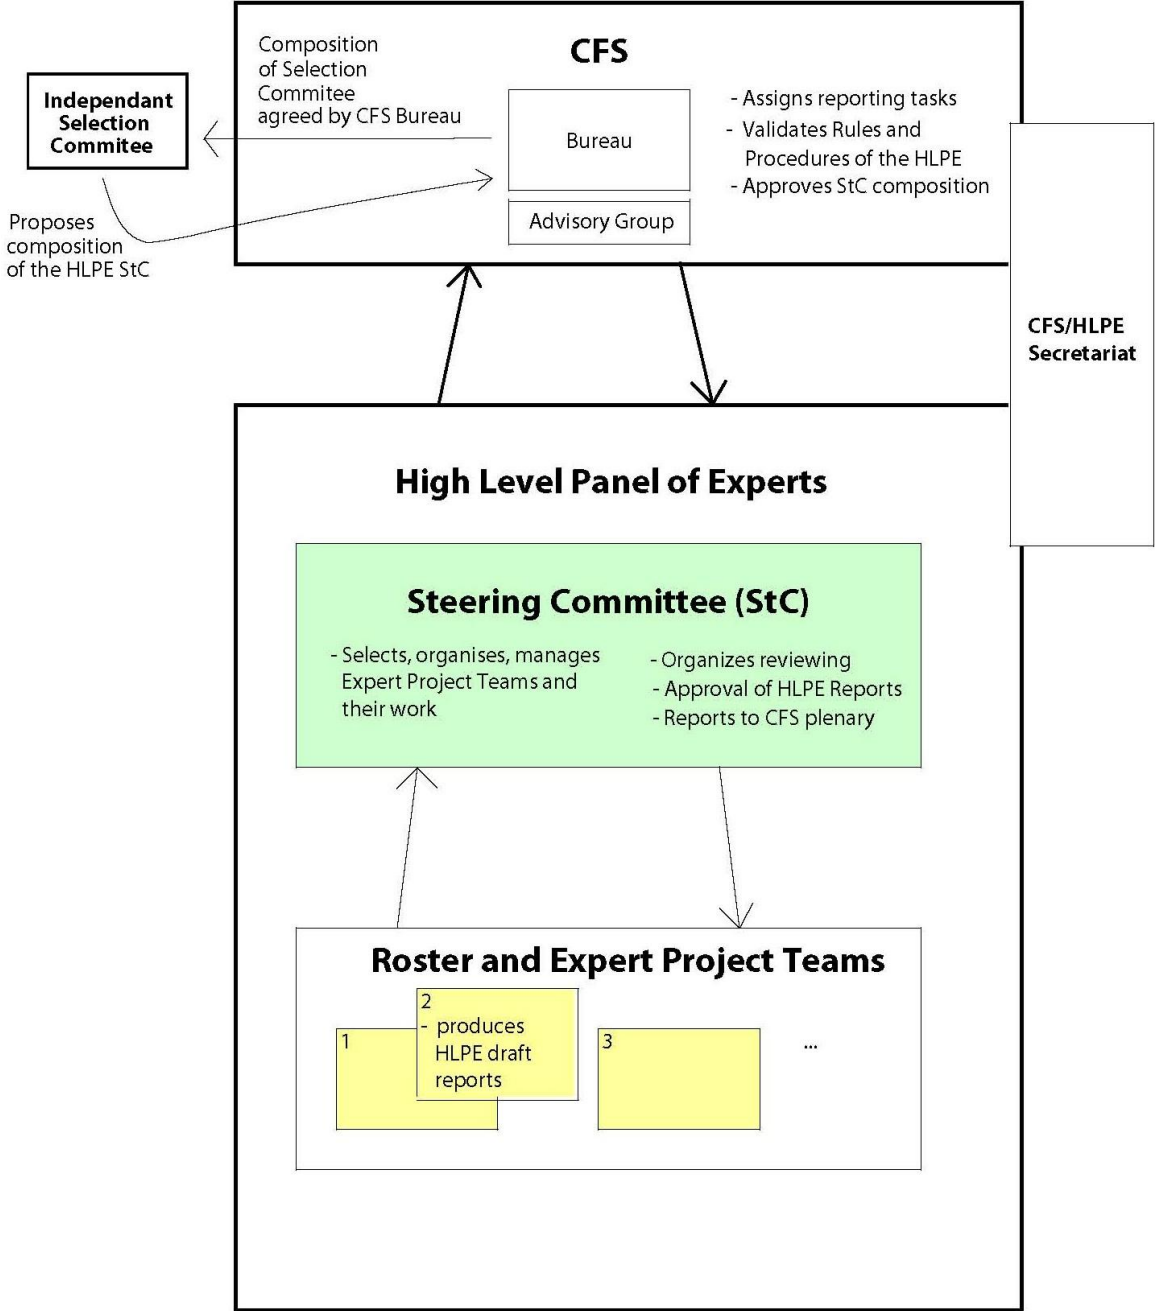 CFS
Composition
of Selection
Commitee
agreed by CFS Bureau
Independant
Selection
Commitee
Bureau
Advisory Group
- Assigns reporting tasks
- Validates Rules and
Procedures of the HLPE
- Approves StC composition
Proposes
composition
of the HLPE StC
CFS/HLPE
Secretariat
High Level Panel of Experts
Steering Committee (StC)
- Selects, organises, manages
Expert Project Teams and
their work
- Organizes reviewing
- Approval of HLPE Reports
- Reports to CFS plenary
Roster and Expert Project Teams
1
2
- produces
HLPE draft
reports
3
...